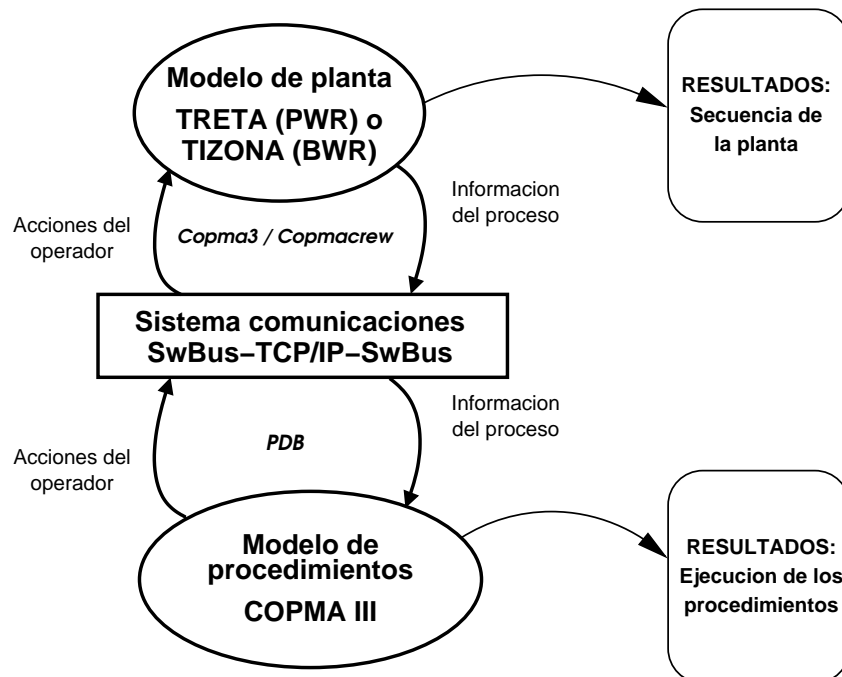 Modelo de planta
TRETA (PWR) o
TIZONA (BWR)
RESULTADOS:
Secuencia de
la planta
Acciones del
operador
Copma3 / Copmacrew
Informacion
del proceso
Sistema comunicaciones
SwBus–TCP/IP–SwBus
Acciones del
operador
PDB
Informacion
del proceso
Modelo de
procedimientos
COPMA III
RESULTADOS:
Ejecucion de los
procedimientos